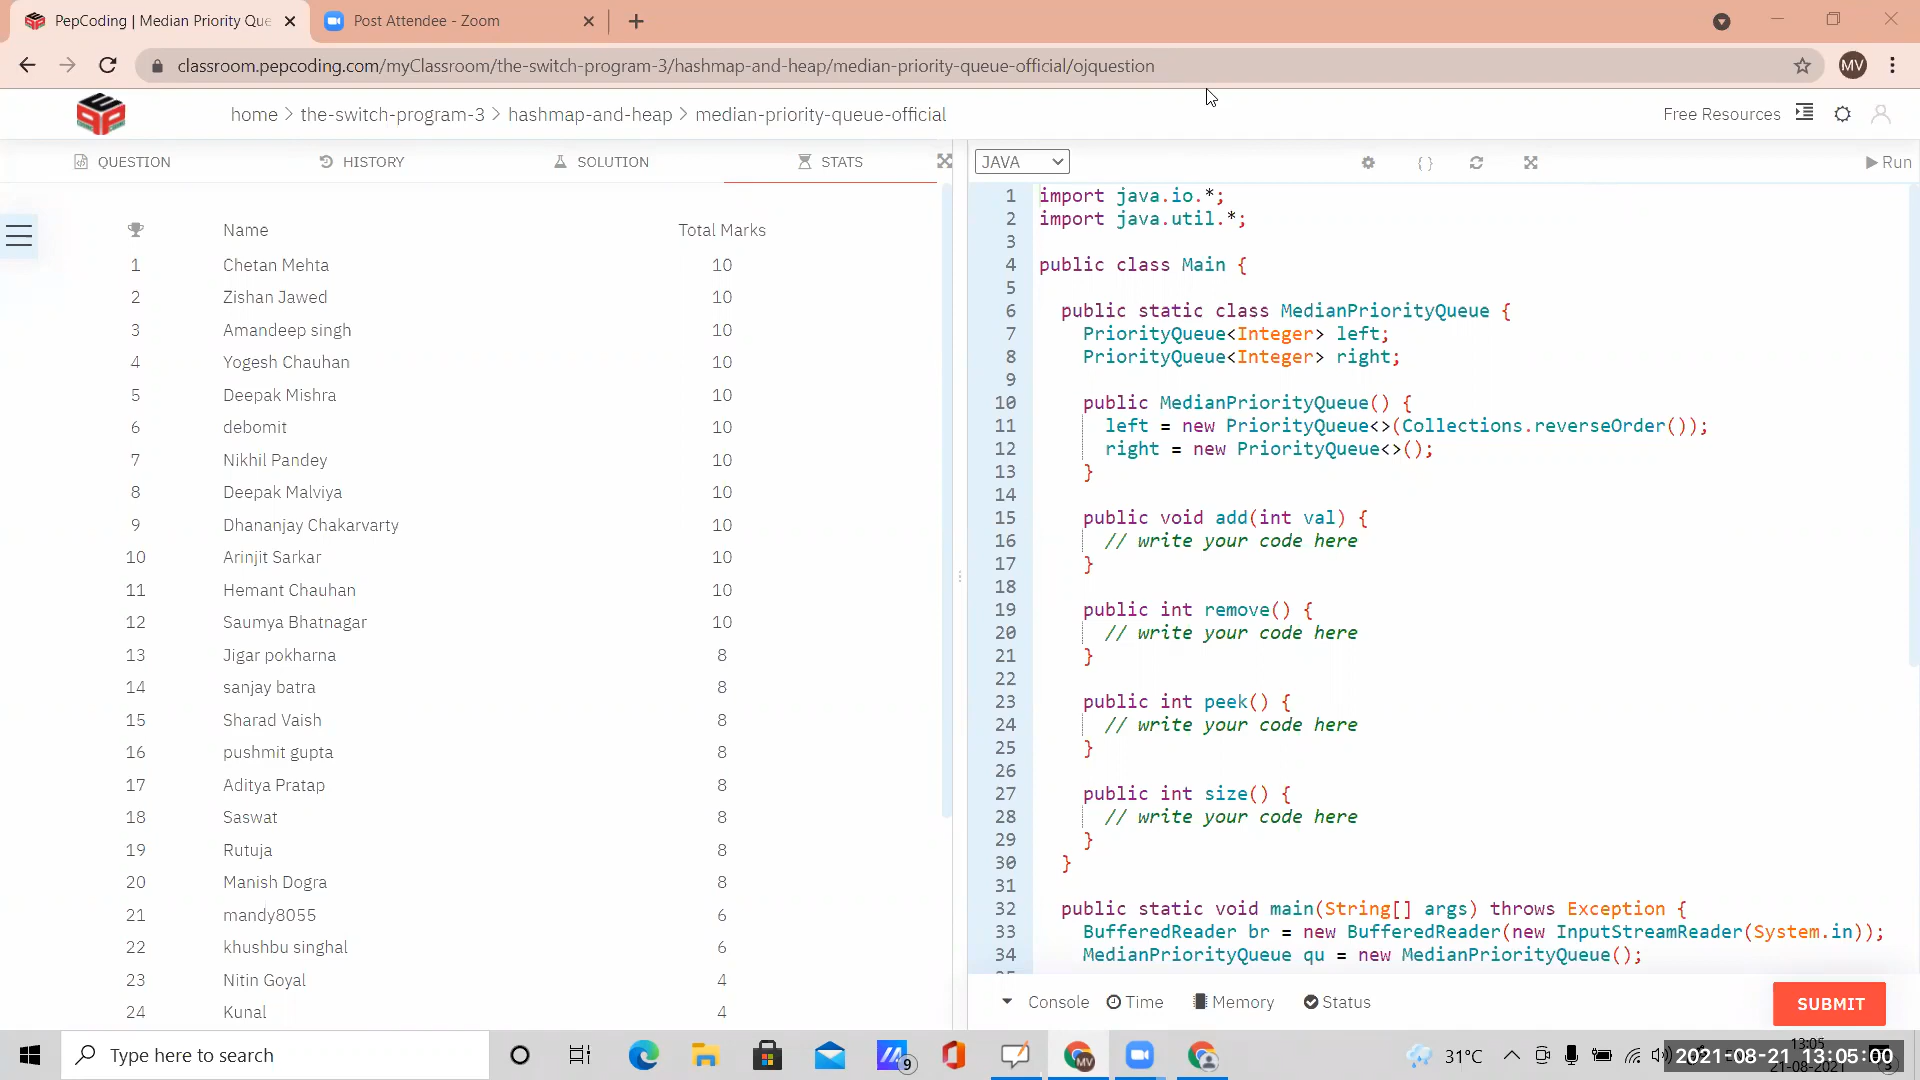 PepCoding | Median Priority Que
Post Attendee - Zoom
classroom.pepcoding.com/myClassroom/the-switch-program-3/hashmap-and-heap/median-priority-queue-official/ojquestion
MV
home > the-switch-program-3 > hashmap-and-heap > median-priority-queue-official
Free Resources
QUESTION HISTORY SOLUTION STATS
JAVA
Run
Name Total Marks
1 Chetan Mehta 10
2 Zishan Jawed 10
3 Amandeep singh 10
4 Yogesh Chauhan 10
5 Deepak Mishra 10
6 debomit 10
7 Nikhil Pandey 10
8 Deepak Malviya 10
9 Dhananjay Chakarvarty 10
10 Arinjit Sarkar 10
11 Hemant Chauhan 10
12 Saumya Bhatnagar 10
13 Jigar pokharna 8
14 sanjay batra 8
15 Sharad Vaish 8
16 pushmit gupta 8
17 Aditya Pratap 8
18 Saswat 8
19 Rutuja 8
20 Manish Dogra 8
21 mandy8055 6
22 khushbu singhal 6
23 Nitin Goyal 4
24 Kunal 4
1 import java.io.*;
2 import java.util.*;
3
4 public class Main {
5
6 public static class MedianPriorityQueue {
7 PriorityQueue<Integer> left;
8 PriorityQueue<Integer> right;
9
10 public MedianPriorityQueue() {
11 left = new PriorityQueue<>(Collections.reverseOrder());
12 right = new PriorityQueue<>();
13 }
14
15 public void add(int val) {
16 // write your code here
17 }
18
19 public int remove() {
20 // write your code here
21 }
22
23 public int peek() {
24 // write your code here
25 }
26
27 public int size() {
28 // write your code here
29 }
30 }
31
32 public static void main(String[] args) throws Exception {
33 BufferedReader br = new BufferedReader(new InputStreamReader(System.in));
34 MedianPriorityQueue qu = new MedianPriorityQueue();
Console Time Memory Status
SUBMIT
Type here to search
9
MV
31°C
13:05
21-08-2021
2021-08-21 13:05:00